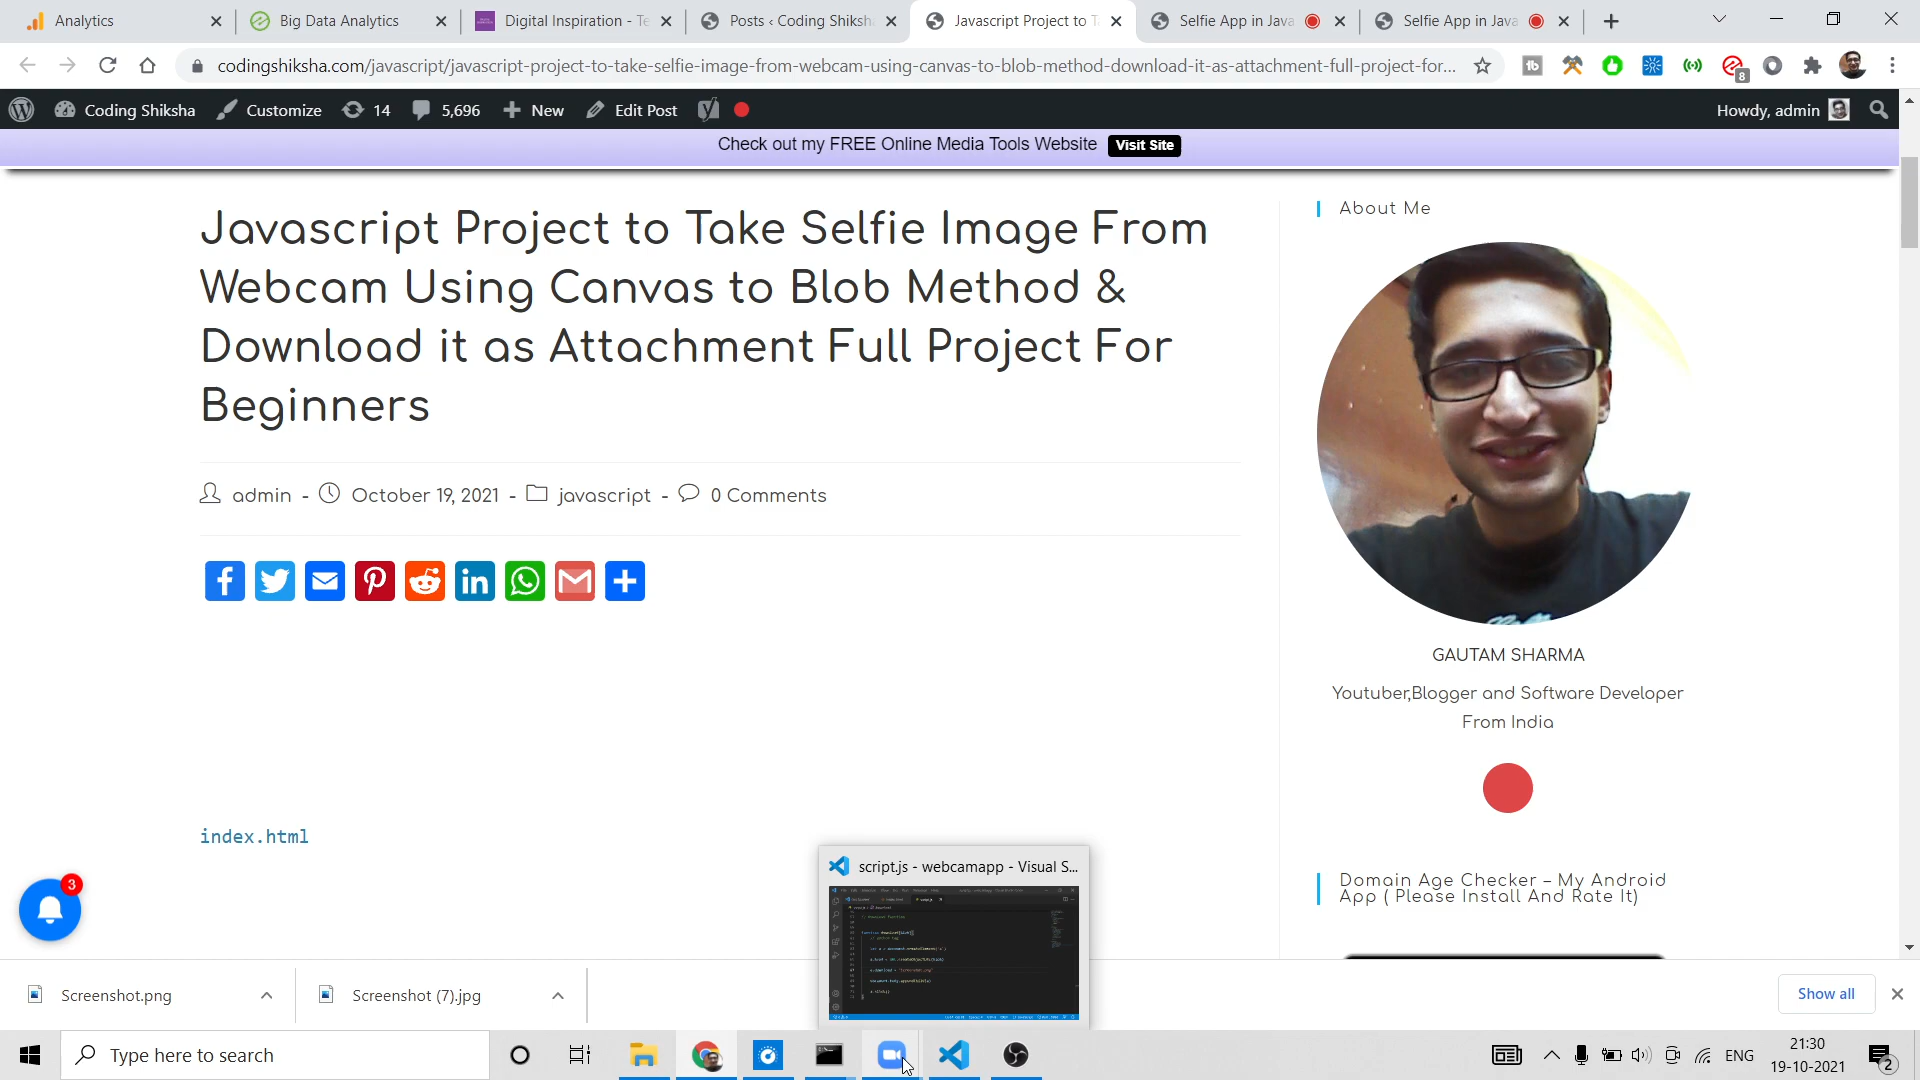 Analytics
Big Data Analytics
Digital Inspiration - Te
Posts ‹ Coding Shiksha
Javascript Project to T
Selfie App in Java
Selfie App in Java
codingshiksha.com/javascript/javascript-project-to-take-selfie-image-from-webcam-using-canvas-to-blob-method-download-it-as-attachment-full-project-for...
8
Coding Shiksha
Customize
14
5,696
New
Edit Post
Howdy, admin
Check out my FREE Online Media Tools Website
Visit Site
Javascript Project to Take Selfie Image From
Webcam Using Canvas to Blob Method &
Download it as Attachment Full Project For
Beginners
admin - October 19, 2021 - javascript - 0 Comments
index.html
3
About Me
GAUTAM SHARMA
Youtuber,Blogger and Software Developer
From India
Domain Age Checker – My Android
App ( Please Install And Rate It)
script.js - webcamapp - Visual S...
Screenshot.png
Screenshot (7).jpg
Show all
Type here to search
ENG
21:30
19-10-2021
2